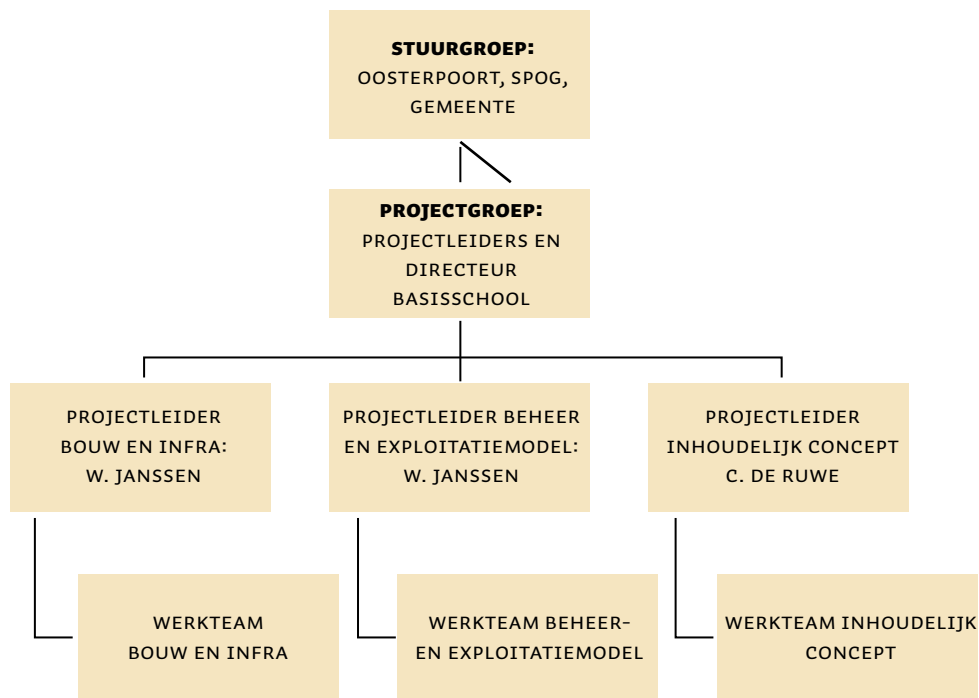 STUURGROEP:
OOSTERPOORT, SPOG,
GEMEENTE
PROJECTGROEP:
PROJECTLEIDERS EN
DIRECTEUR
BASISSCHOOL
PROJECTLEIDER
BOUW EN INFRA:
W. JANSSEN
PROJECTLEIDER BEHEER
EN EXPLOITATIEMODEL:
W. JANSSEN
PROJECTLEIDER
INHOUDELIJK CONCEPT
C. DE RUWE
WERKTEAM
BOUW EN INFRA
WERKTEAM BEHEER-
EN EXPLOITATIEMODEL
WERKTEAM INHOUDELIJK
CONCEPT